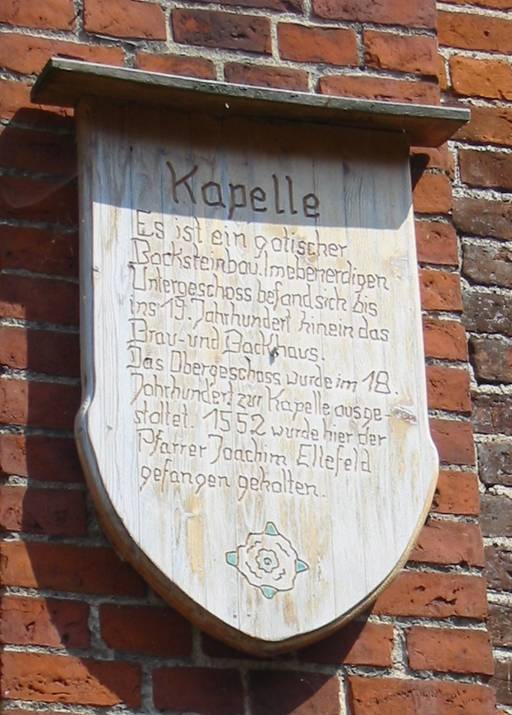 Kapelle
Es ist ein gotischer
Backsteinbau. Im ebenerdigen
Untergeschoss befand sich bis
ins 19. Jahrhundert hinein das
Brau- und Backhaus.
Das Obergeschoss wurde im 18.
Jahrhundert zur Kapelle ausge-
staltet. 1552 wurde hier der
Pfarrer Joachim Ellefeld
gefangen gehalten.